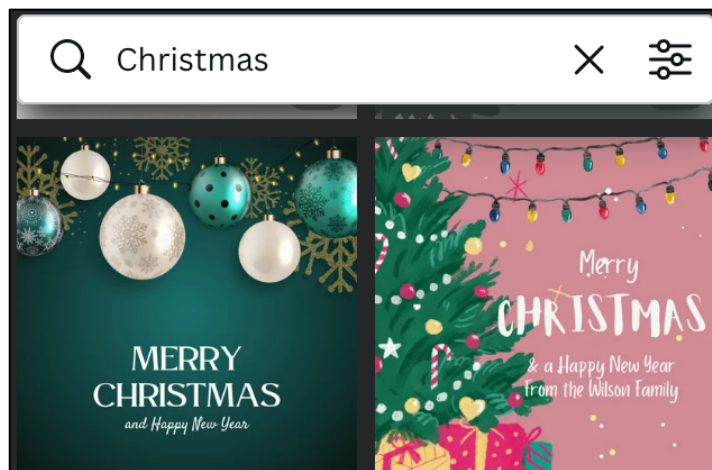 Christmas
MERRY
CHRISTMAS
and Happy New Year
Merry
CHRISTMAS
& a Happy New Year
from the Wilson Family